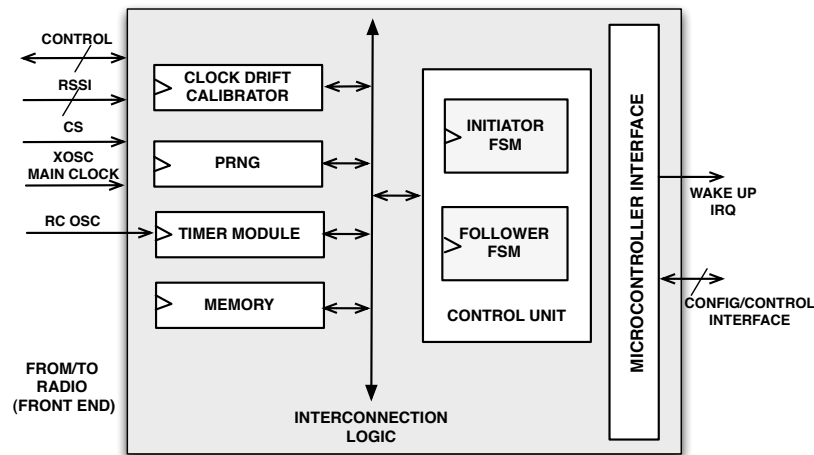 CONTROL
RSSI
CS
XOSC
MAIN CLOCK
RC OSC
FROM/TO
RADIO
(FRONT END)
CLOCK DRIFT
CALIBRATOR
PRNG
TIMER MODULE
MEMORY
INTERCONNECTION
LOGIC
INITIATOR
FSM
FOLLOWER
FSM
CONTROL UNIT
MICROCONTROLLER INTERFACE
WAKE UP
IRQ
CONFIG/CONTROL
INTERFACE